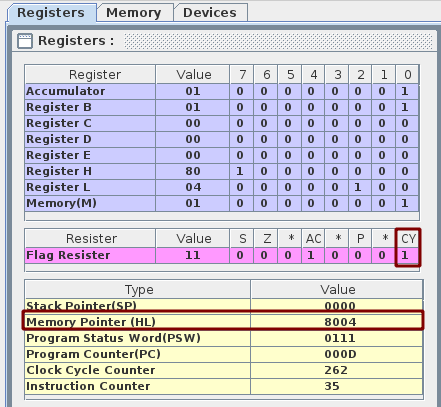 Registers Memory Devices
Registers :
Register Value 7 6 5 4 3 2 1 0
Accumulator 01 0 0 0 0 0 0 0 1
Register B 01 0 0 0 0 0 0 0 1
Register C 00 0 0 0 0 0 0 0 0
Register D 00 0 0 0 0 0 0 0 0
Register E 00 0 0 0 0 0 0 0 0
Register H 80 1 0 0 0 0 0 0 0
Register L 04 0 0 0 0 0 1 0 0
Memory(M) 01 0 0 0 0 0 0 0 1
Register Value S Z * AC * P * CY
Flag Register 11 0 0 0 1 0 0 0 1
Type Value
Stack Pointer(SP) 0000
Memory Pointer (HL) 8004
Program Status Word(PSW) 0111
Program Counter(PC) 000D
Clock Cycle Counter 262
Instruction Counter 35